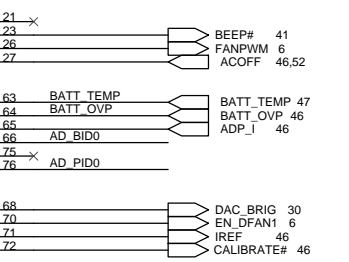 21
23 BEEP# 41
26 FANPWM 6
27 ACOFF 46,52
63 BATT_TEMP BATT_TEMP 47
64 BATT_OVP BATT_OVP 46
65 ADP_I 46
66 AD_BID0
75
76 AD_PID0
68 DAC_BRIG 30
70 EN_DFAN1 6
71 IREF 46
72 CALIBRATE# 46